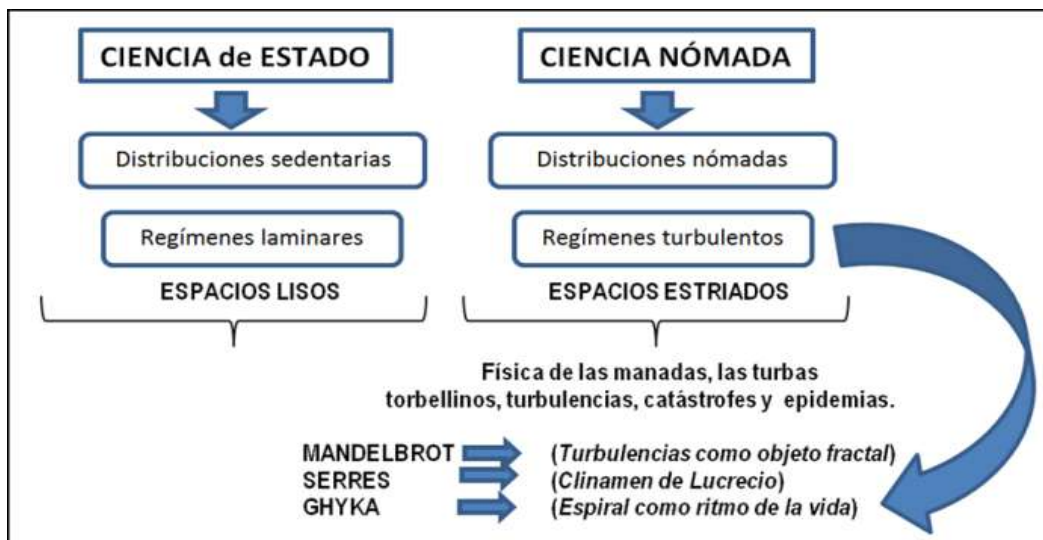 CIENCIA de ESTADO
Distribuciones sedentarias
Regímenes laminares
ESPACIOS LISOS
CIENCIA NÓMADA
Distribuciones nómadas
Regímenes turbulentos
ESPACIOS ESTRIADOS
Física de las manadas, las turbas
torbellinos, turbulencias, catástrofes y epidemias.
MANDELBROT (Turbulencias como objeto fractal)
SERRES (Clinamen de Lucrecio)
GHYKA (Espiral como ritmo de la vida)